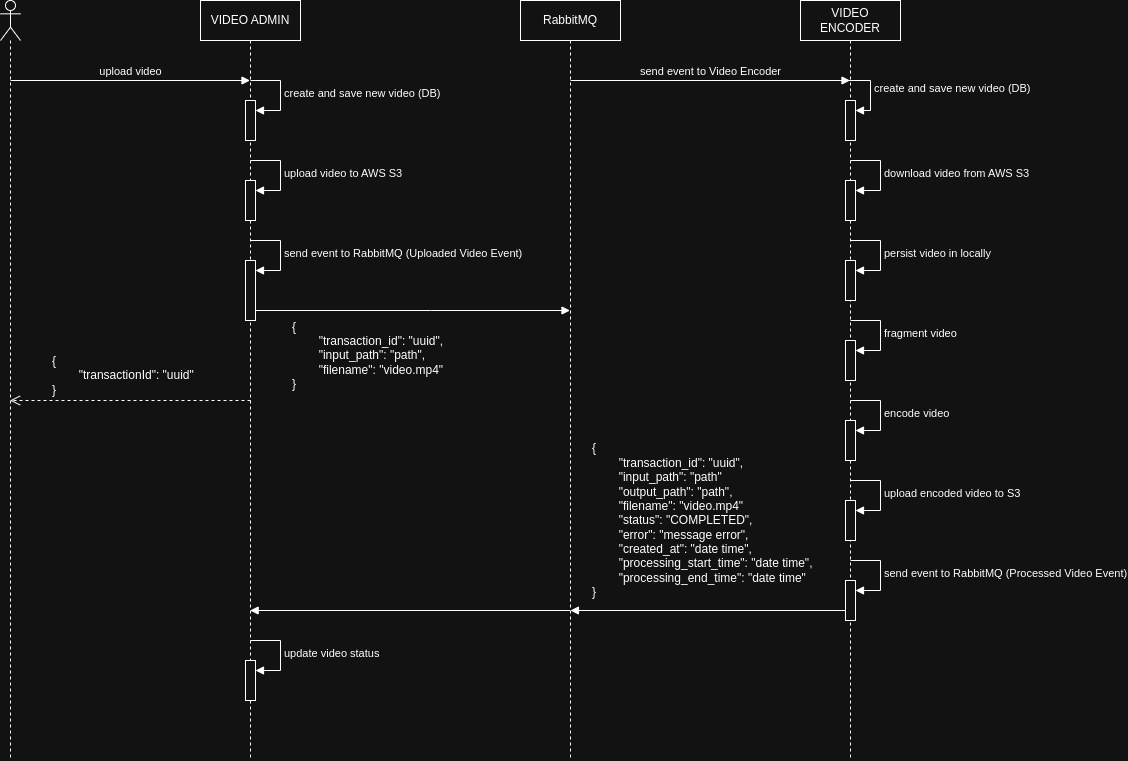 VIDEO ADMIN
RabbitMQ
VIDEO
ENCODER
upload video
send event to Video Encoder
create and save new video (DB)
create and save new video (DB)
upload video to AWS S3
download video from AWS S3
send event to RabbitMQ (Uploaded Video Event)
persist video in locally
{
"transaction_id": "uuid",
"input_path": "path",
"filename": "video.mp4"
}
fragment video
{
"transactionId": "uuid"
}
encode video
{
"transaction_id": "uuid",
"input_path": "path"
"output_path": "path",
"filename": "video.mp4"
"status": "COMPLETED",
"error": "message error",
"created_at": "date time",
"processing_start_time": "date time",
"processing_end_time": "date time"
}
upload encoded video to S3
send event to RabbitMQ (Processed Video Event)
update video status